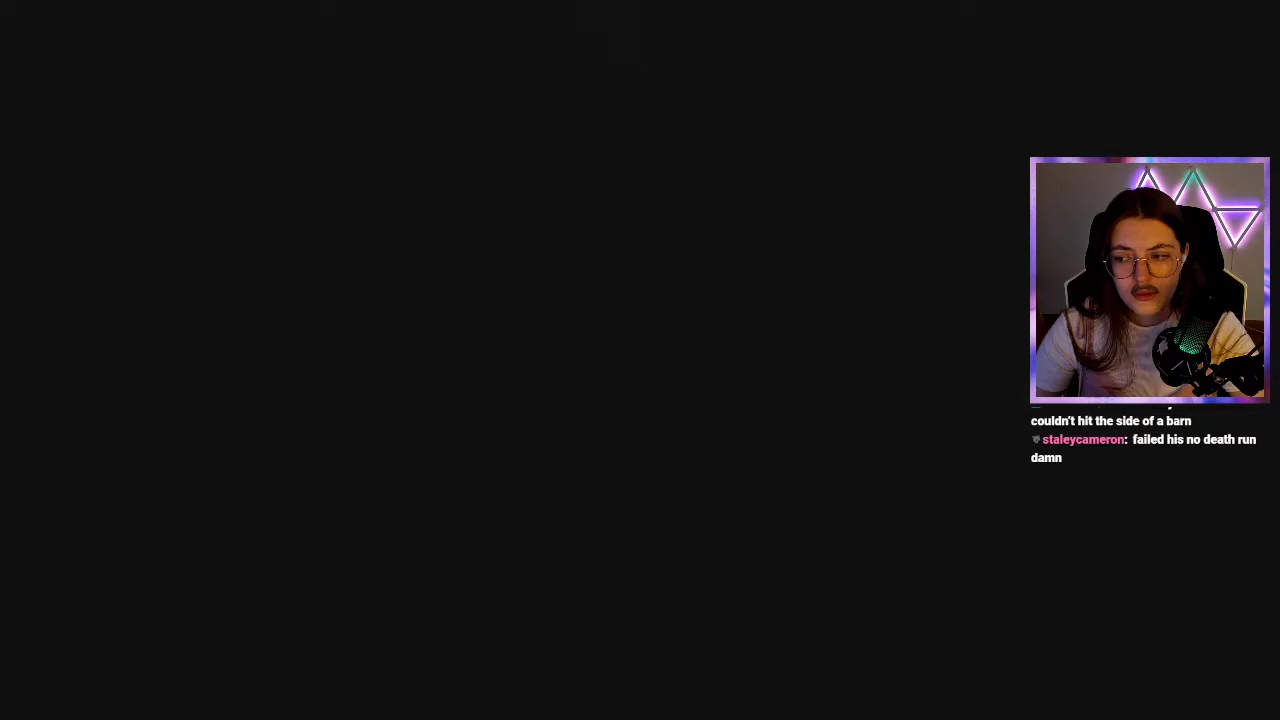 couldn't hit the side of a barn
staleycameron: failed his no death run
damn